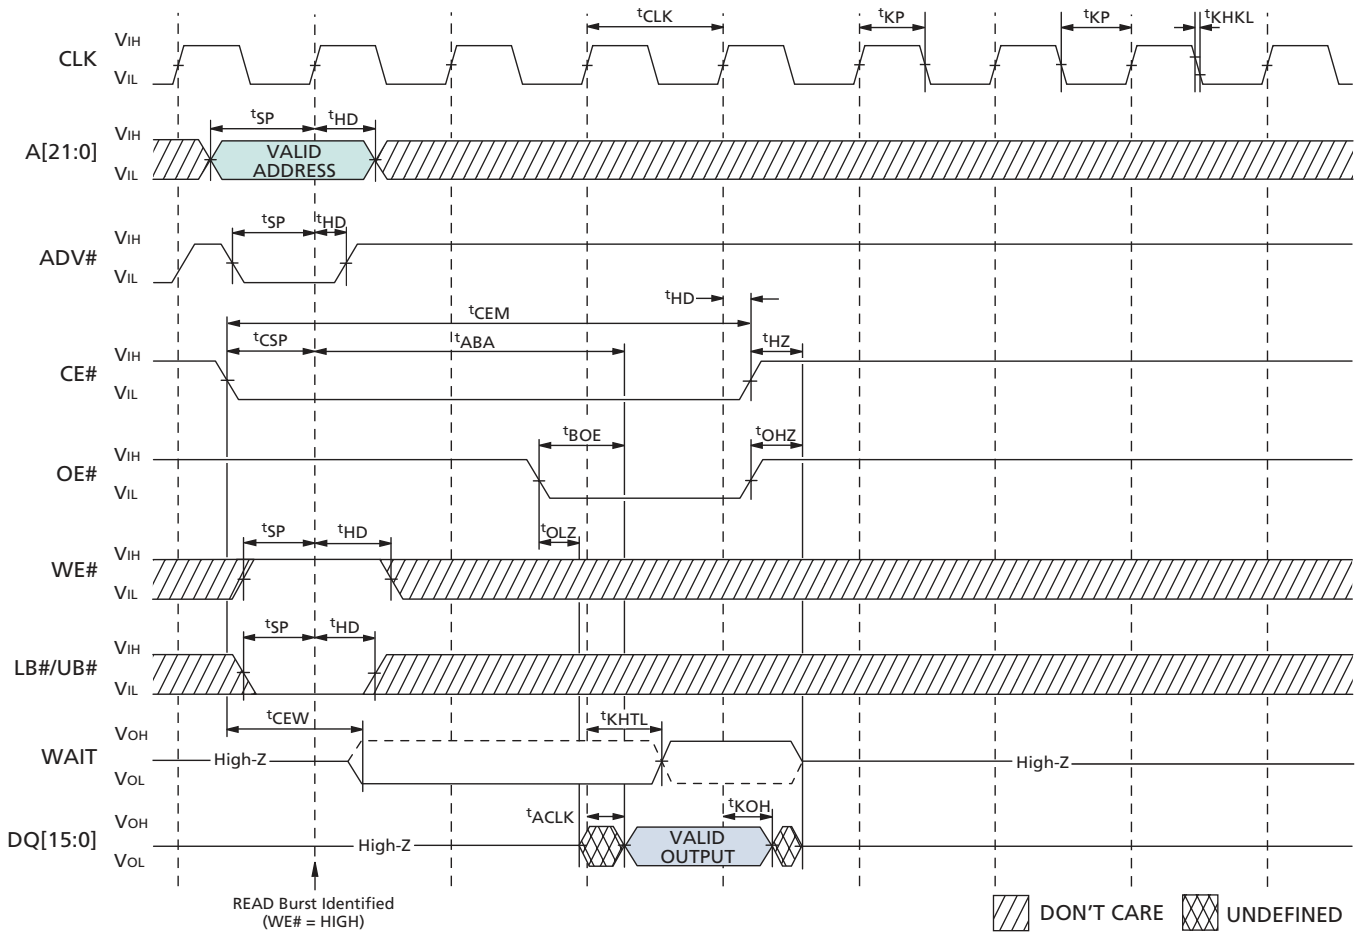 tCLK tKP tKP tKHKL
CLK
VIH
VIL
tSP tHD
A[21:0]
VIH
VIL
VALID
ADDRESS
tSP tHD
ADV#
VIH
VIL
tHD
tCEM
tCSP tABA tHZ
CE#
VIH
VIL
tBOE tOHZ
OE#
VIH
VIL
tOLZ
tSP tHD
WE#
VIH
VIL
tSP tHD
LB#/UB#
VIH
VIL
tCEW tKHTL
WAIT
VOH
VOL
High-Z High-Z
tACLK tKOH
DQ[15:0]
VOH
VOL
High-Z
VALID
OUTPUT
READ Burst Identified
(WE# = HIGH)
DON'T CARE UNDEFINED